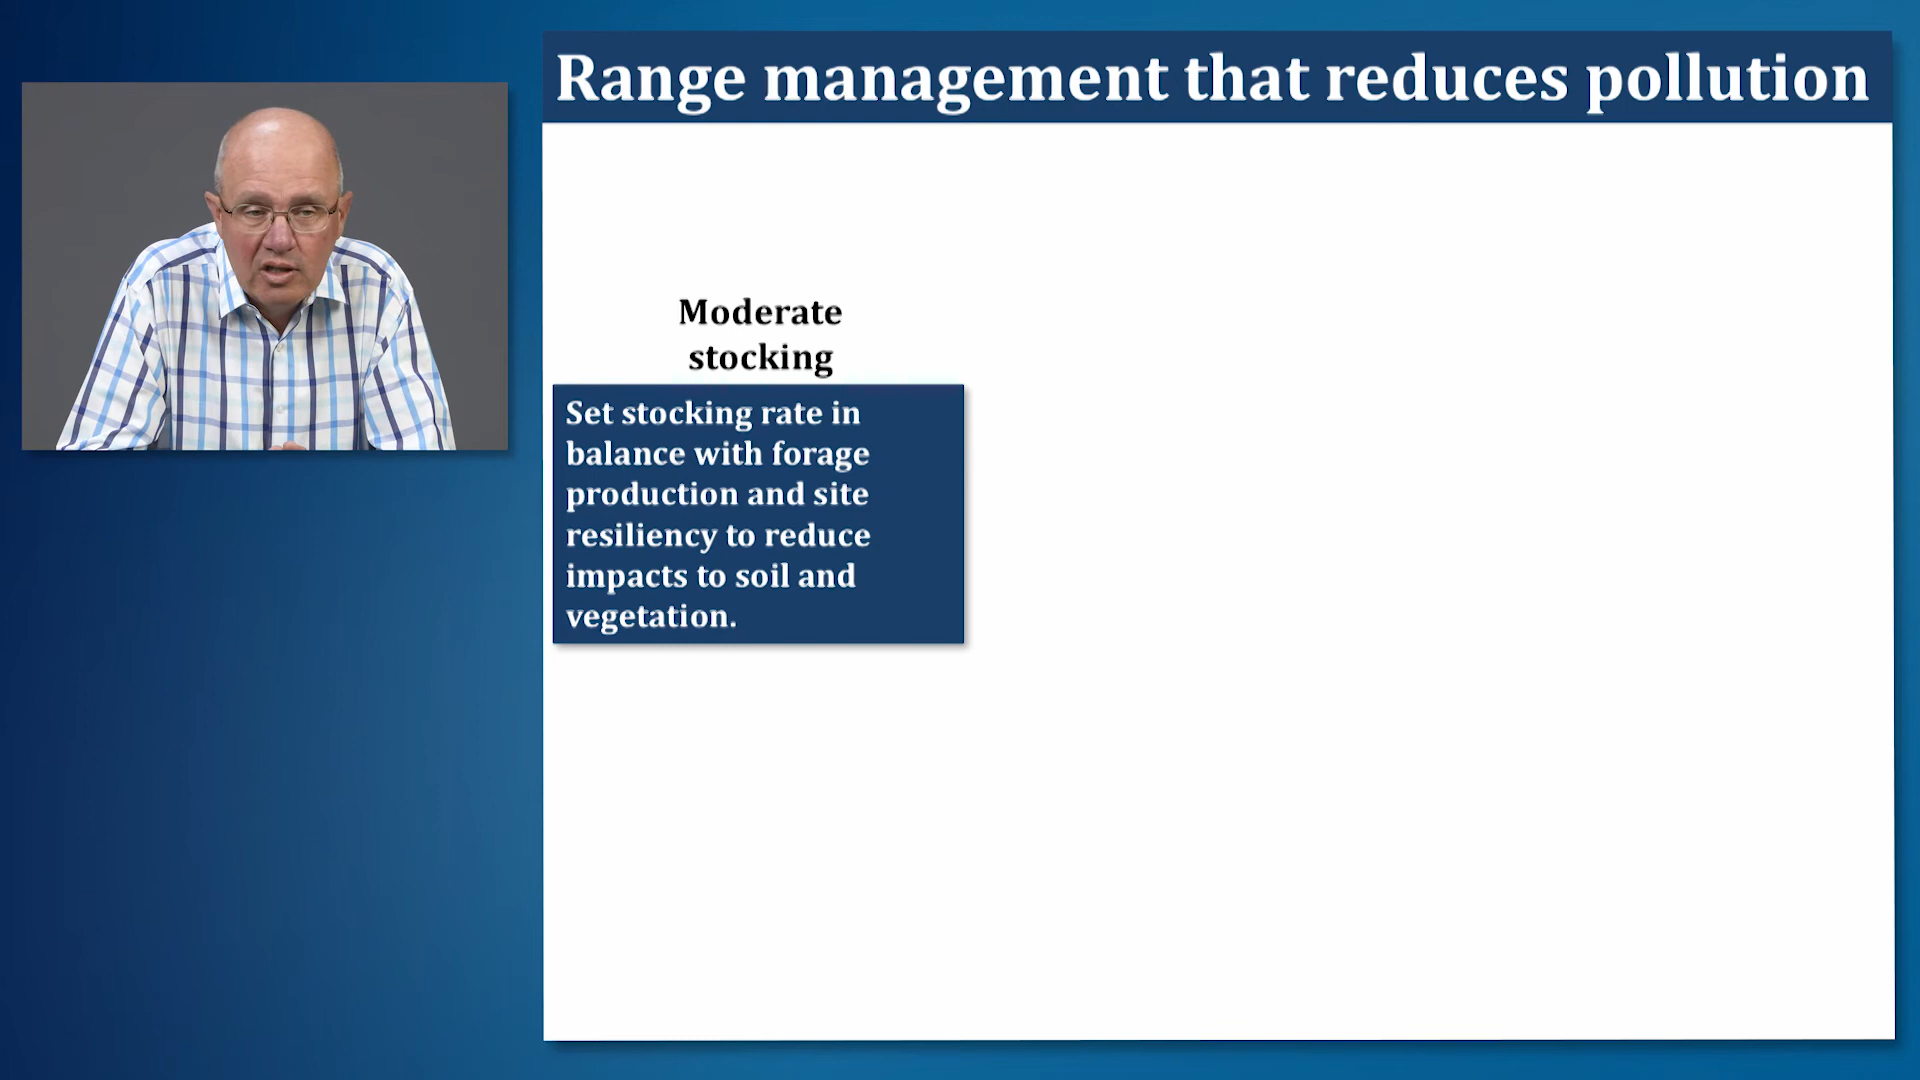 Range management that reduces pollution
Moderate
stocking
Set stocking rate in
balance with forage
production and site
resiliency to reduce
impacts to soil and
vegetation.